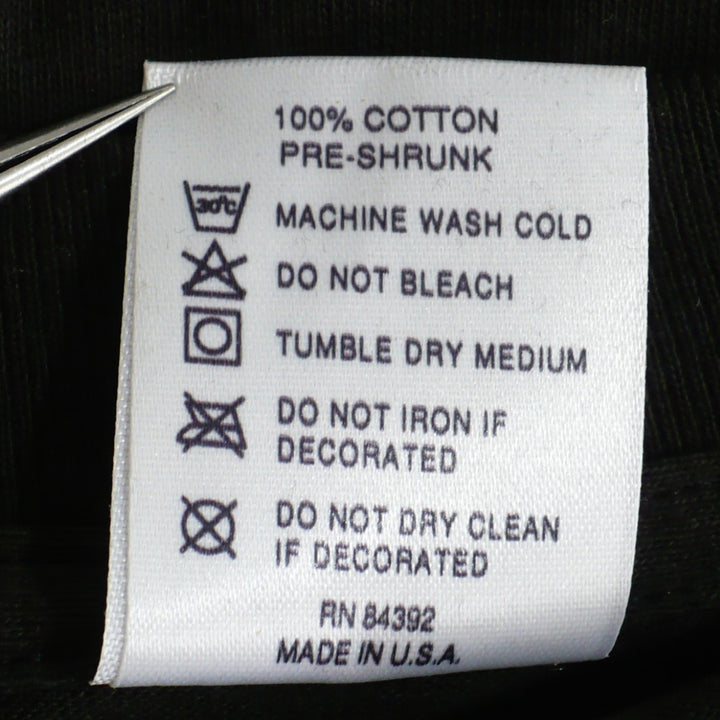 100% COTTON
PRE-SHRUNK
30°C
MACHINE WASH COLD
DO NOT BLEACH
TUMBLE DRY MEDIUM
DO NOT IRON IF
DECORATED
DO NOT DRY CLEAN
IF DECORATED
RN 84392
MADE IN U.S.A.